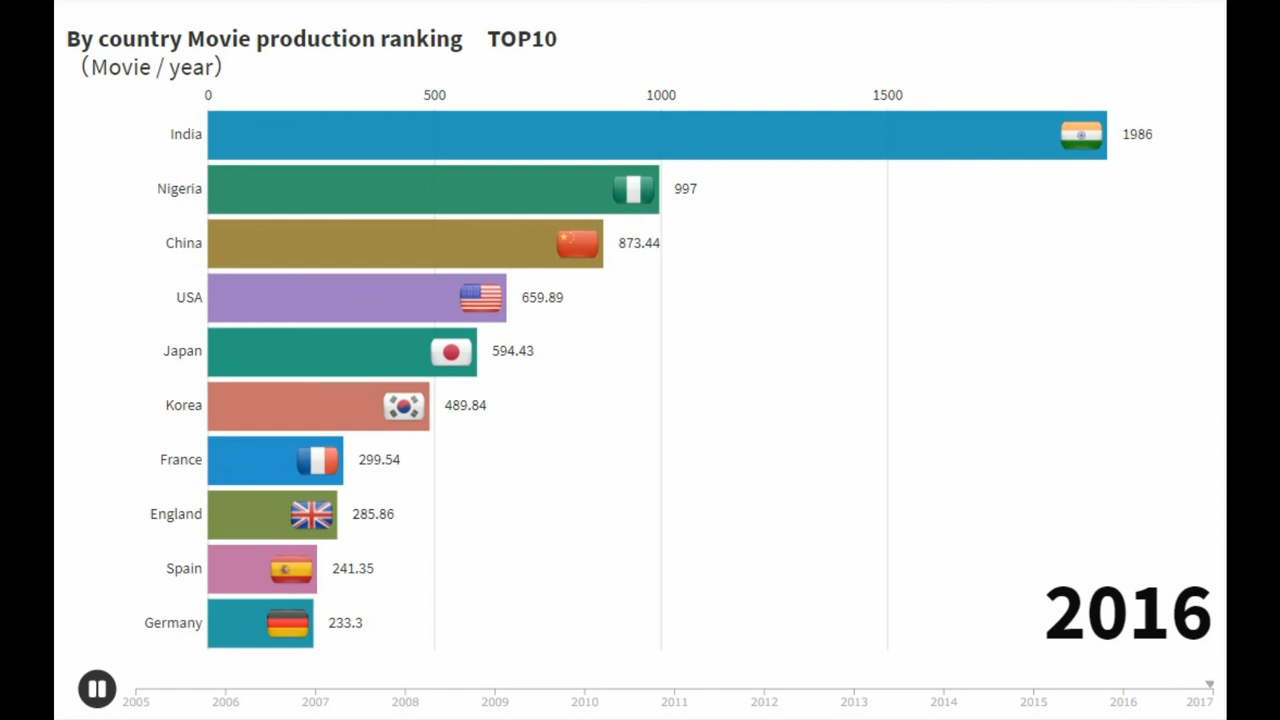 By country Movie production ranking TOP10
（Movie / year）
0 500 1000 1500
India 1986
Nigeria 997
China 873.44
USA 659.89
Japan 594.43
Korea 489.84
France 299.54
England 285.86
Spain 241.35
Germany 233.3
2016
2005 2006 2007 2008 2009 2010 2011 2012 2013 2014 2015 2016 2017